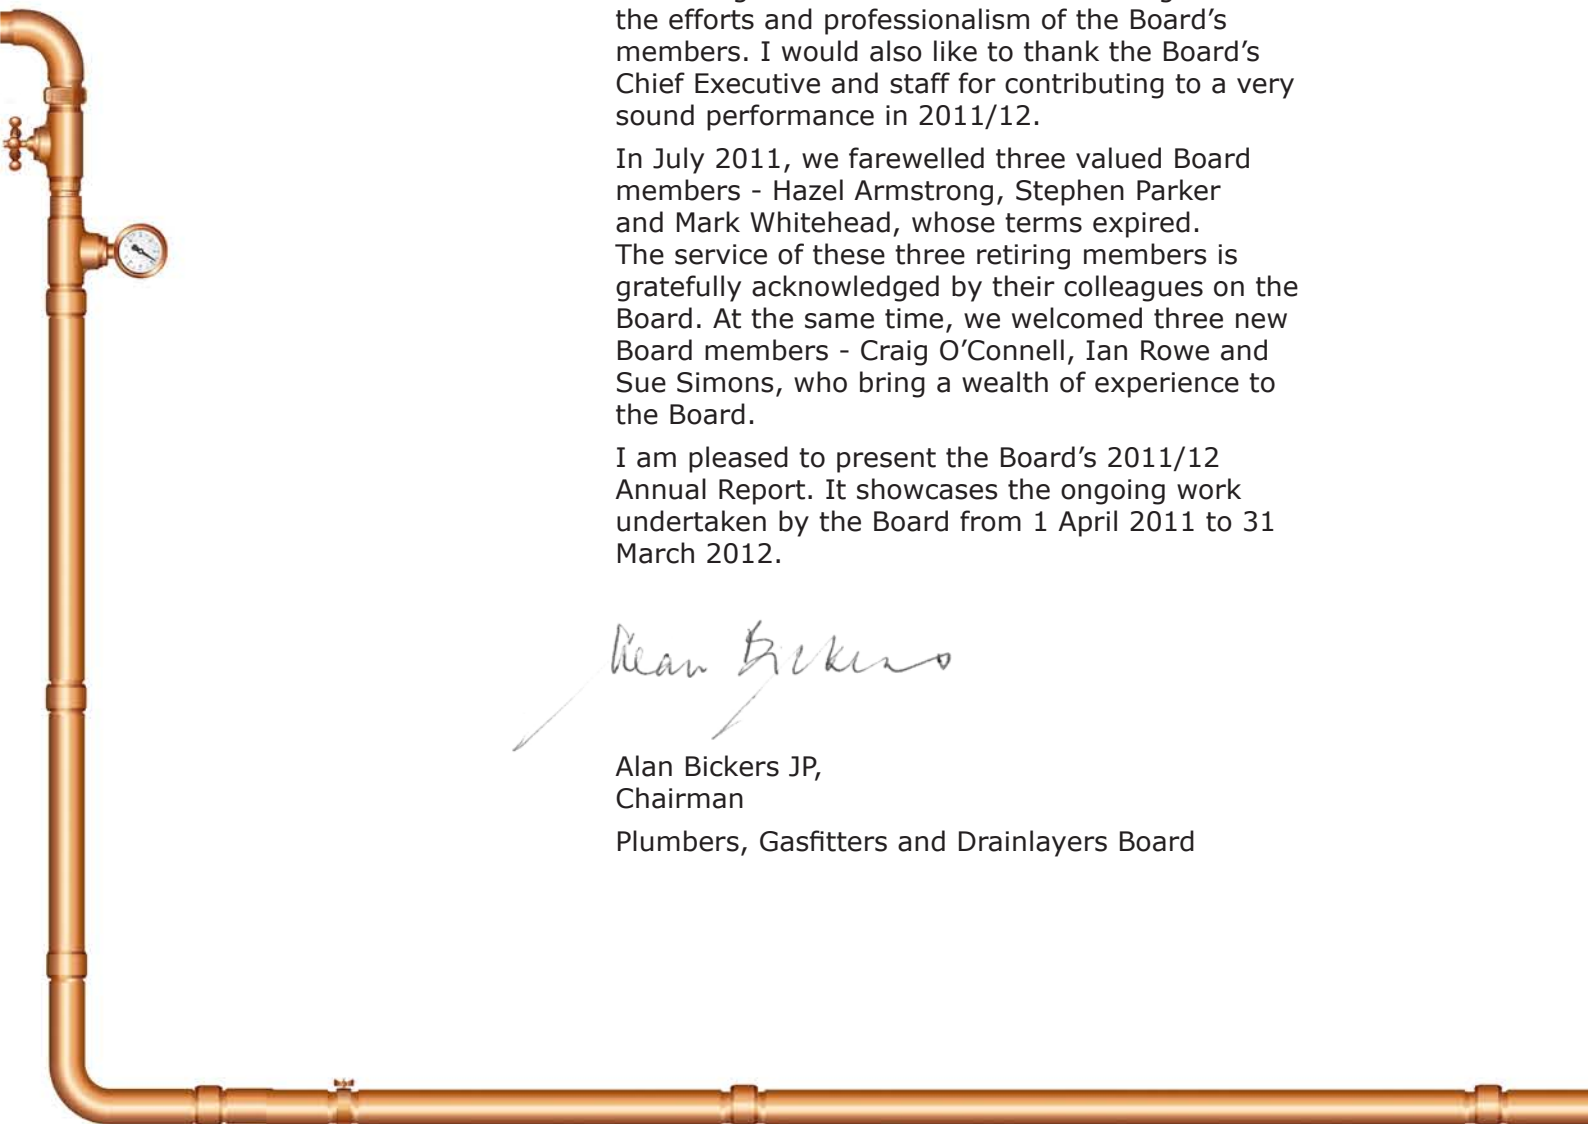 the efforts and professionalism of the Board’s
members. I would also like to thank the Board’s
Chief Executive and staff for contributing to a very
sound performance in 2011/12.
In July 2011, we farewelled three valued Board
members - Hazel Armstrong, Stephen Parker
and Mark Whitehead, whose terms expired.
The service of these three retiring members is
gratefully acknowledged by their colleagues on the
Board. At the same time, we welcomed three new
Board members - Craig O’Connell, Ian Rowe and
Sue Simons, who bring a wealth of experience to
the Board.
I am pleased to present the Board’s 2011/12
Annual Report. It showcases the ongoing work
undertaken by the Board from 1 April 2011 to 31
March 2012.
Alan Bickers JP,
Chairman
Plumbers, Gasfitters and Drainlayers Board